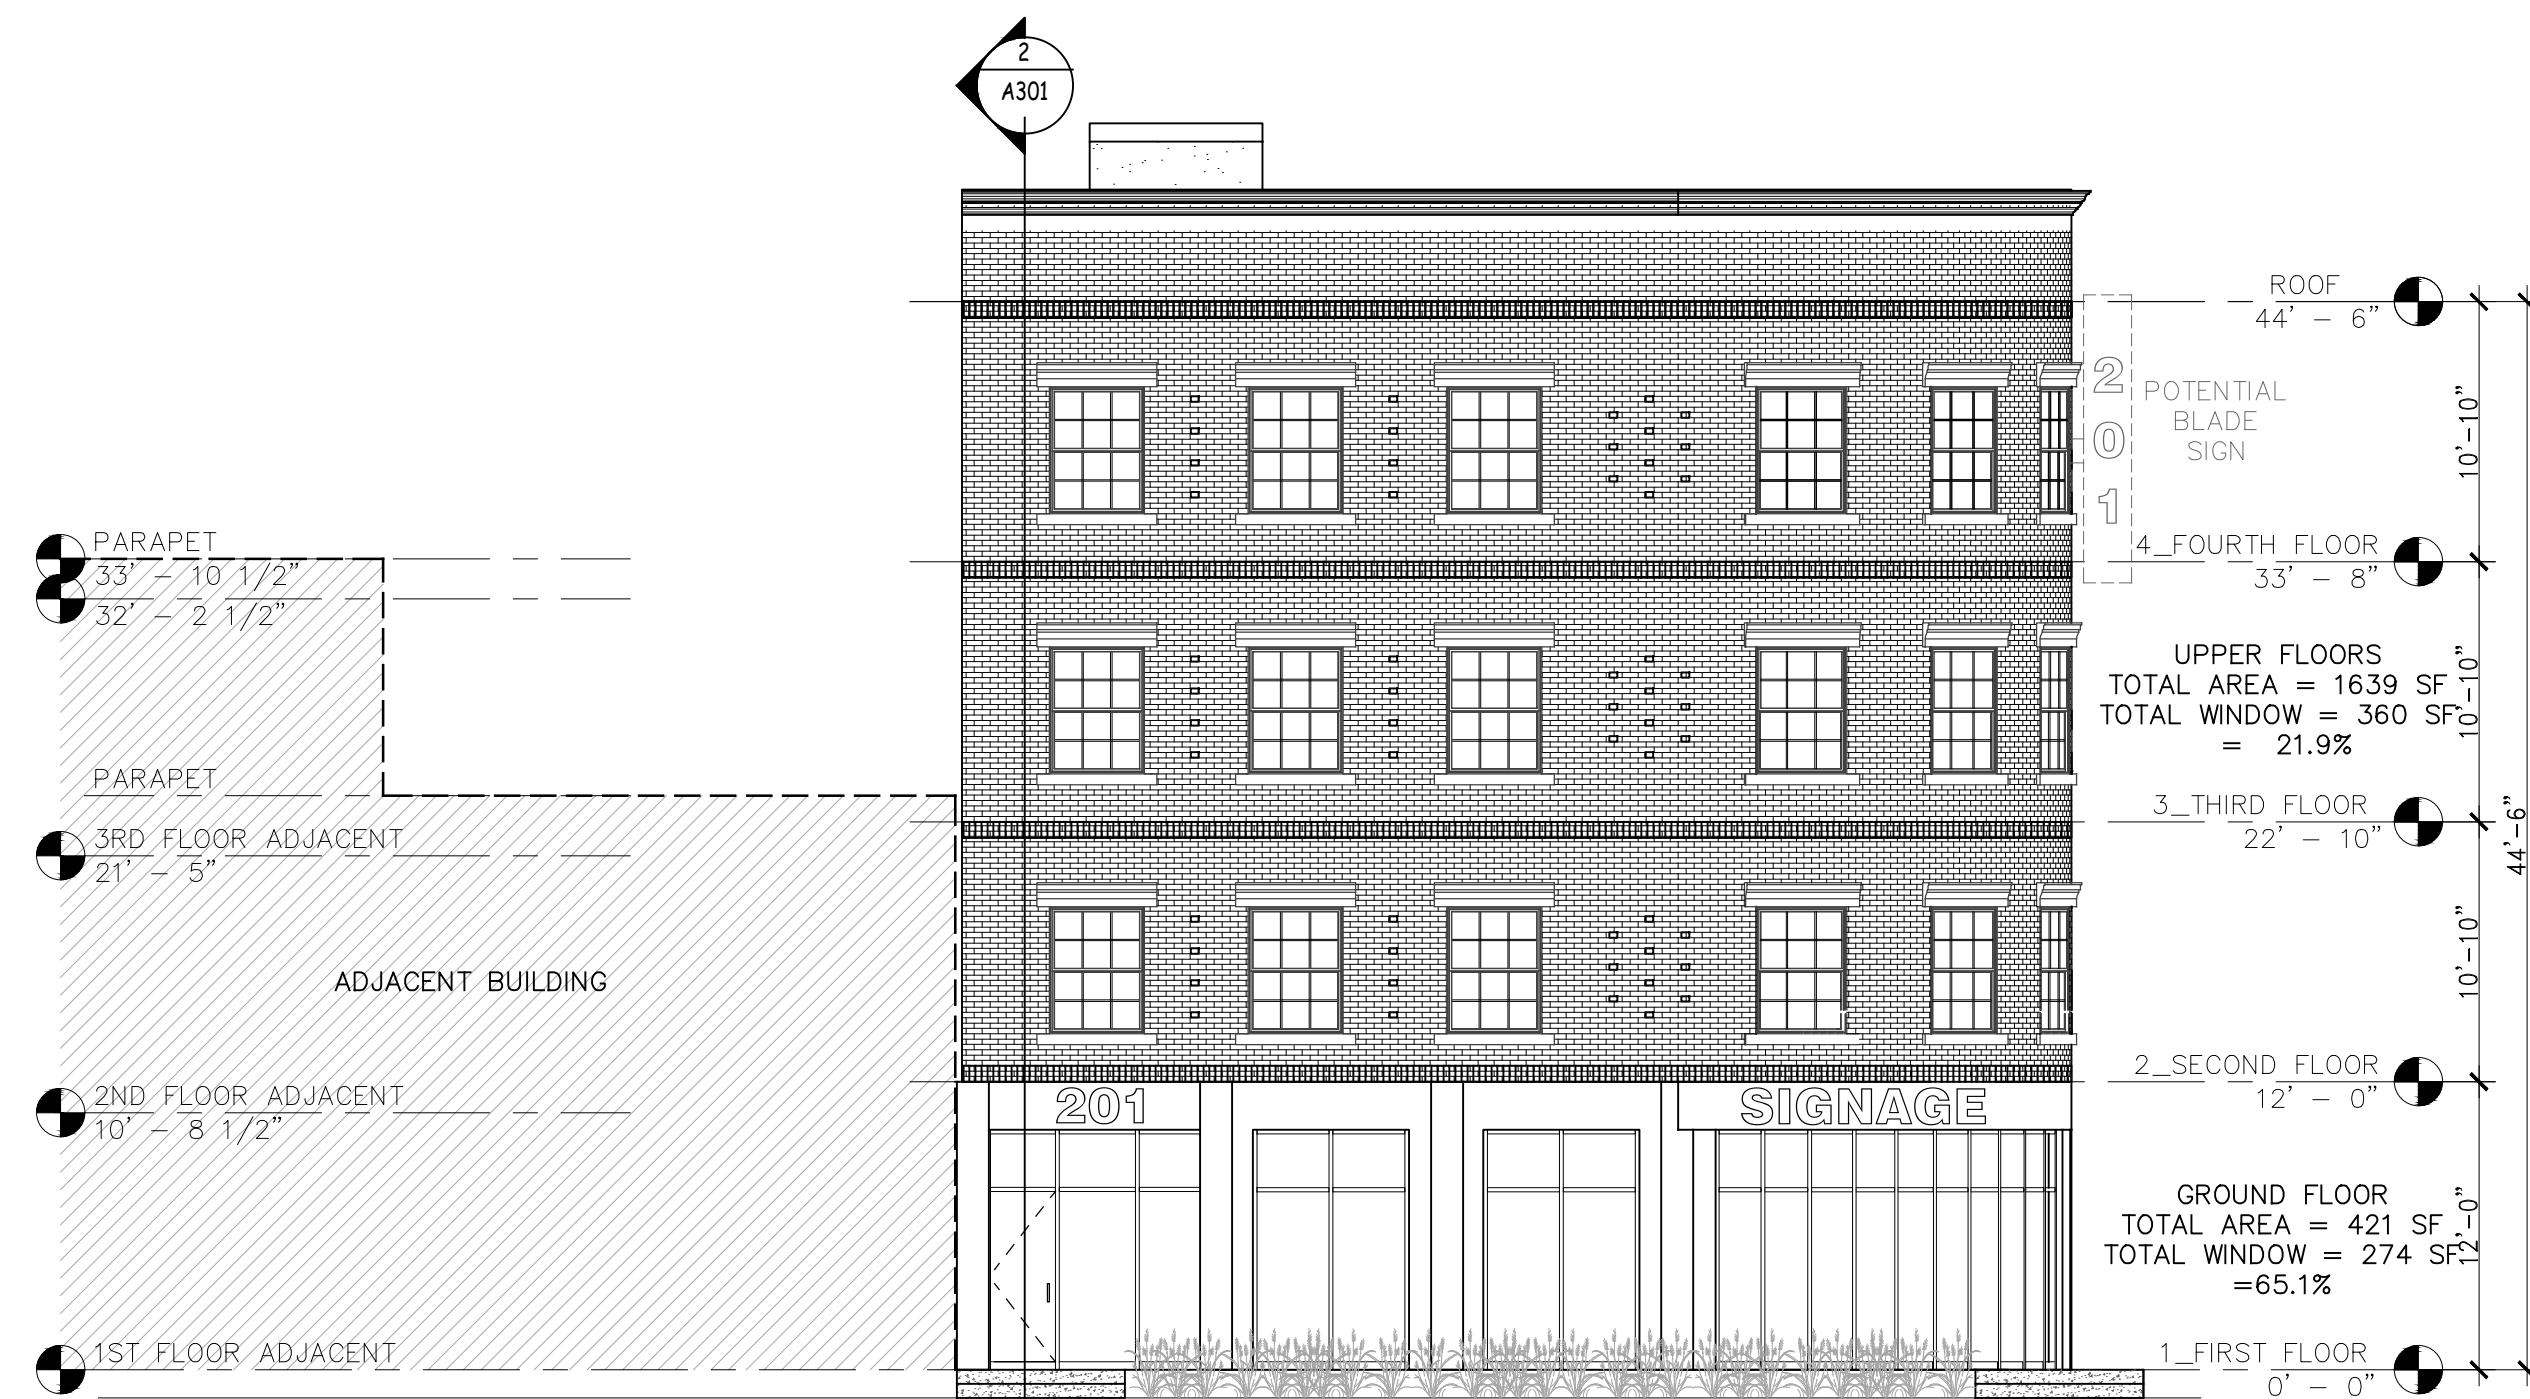 2
A301
ROOF
44' - 6"
2
0
1
POTENTIAL
BLADE
SIGN
10'-10"
PARAPET
33' - 10 1/2"
32' - 2 1/2"
4_FOURTH FLOOR
33' - 8"
UPPER FLOORS
TOTAL AREA = 1639 SF
TOTAL WINDOW = 360 SF
= 21.9%
10'-10"
PARAPET
3RD FLOOR ADJACENT
21' - 5"
3_THIRD FLOOR
22' - 10"
44'-6"
ADJACENT BUILDING
10'-10"
2ND FLOOR ADJACENT
10' - 8 1/2"
2_SECOND FLOOR
12' - 0"
201
SIGNAGE
GROUND FLOOR
TOTAL AREA = 421 SF
TOTAL WINDOW = 274 SF
=65.1%
12'-0"
1ST FLOOR ADJACENT
1_FIRST FLOOR
0' - 0"